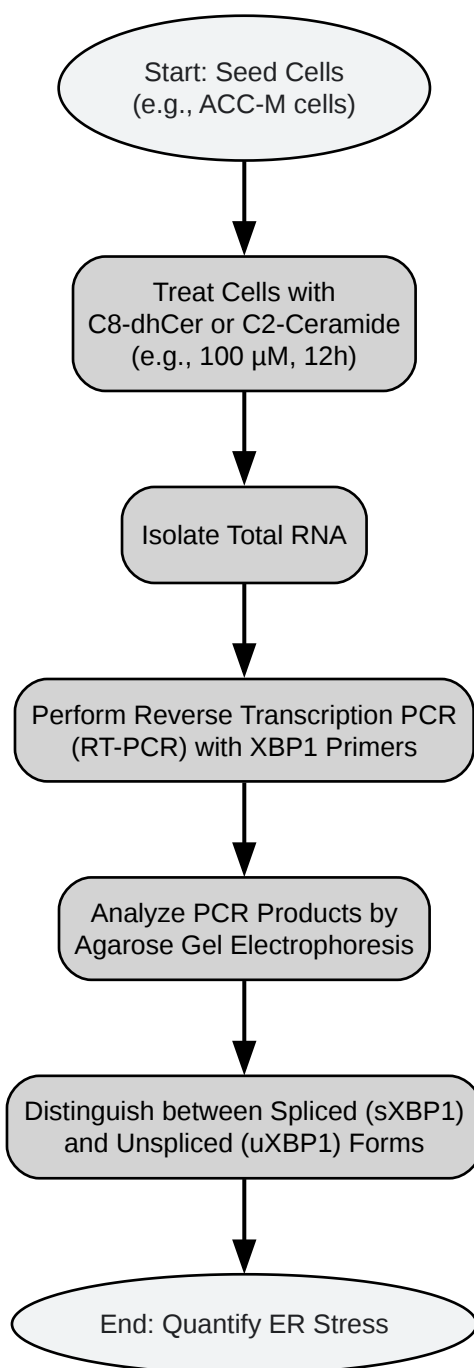 Start: Seed Cells
(e.g., ACC-M cells)
Treat Cells with
C8-dhCer or C2-Ceramide
(e.g., 100 µM, 12h)
Isolate Total RNA
Perform Reverse Transcription PCR
(RT-PCR) with XBP1 Primers
Analyze PCR Products by
Agarose Gel Electrophoresis
Distinguish between Spliced (sXBP1)
and Unspliced (uXBP1) Forms
End: Quantify ER Stress